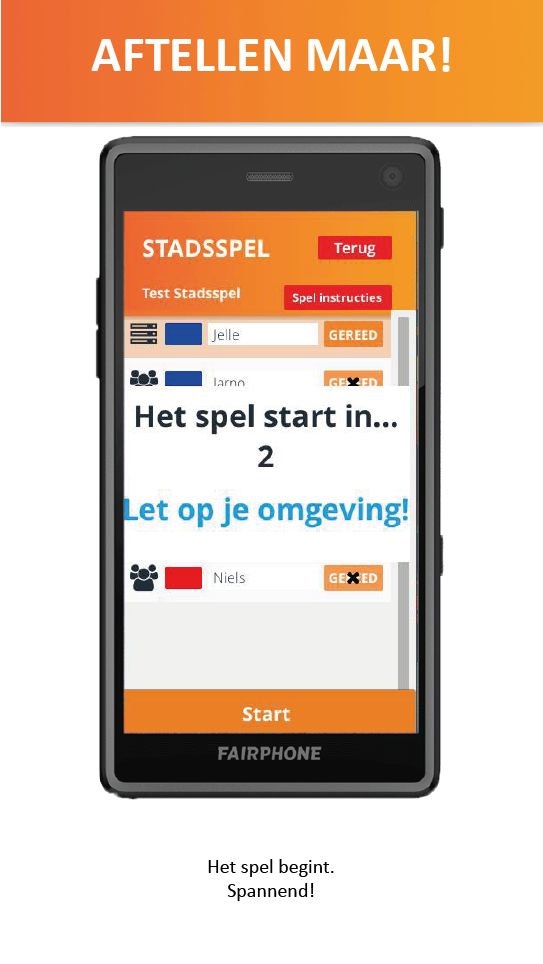 AFTELLEN MAAR!
STADSSPEL
Terug
Test Stadsspel
Spel instructies
Jelle
GEREED
Jarno
GEREED
Het spel start in...
2
Let op je omgeving!
Niels
GEREED
Start
FAIRPHONE
Het spel begint.
Spannend!